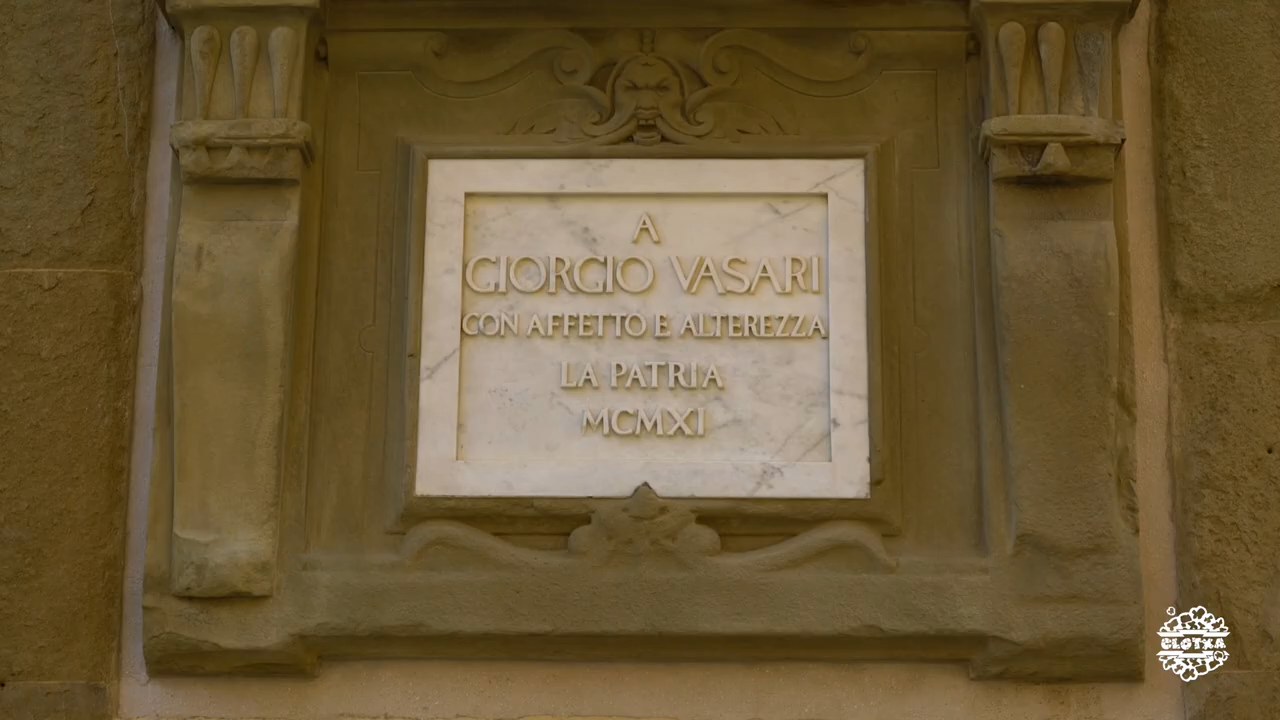 A
GIORGIO VASARI
CON AFFETTO E ALTEREZZA
LA PATRIA
MCMXI
CLOTXA